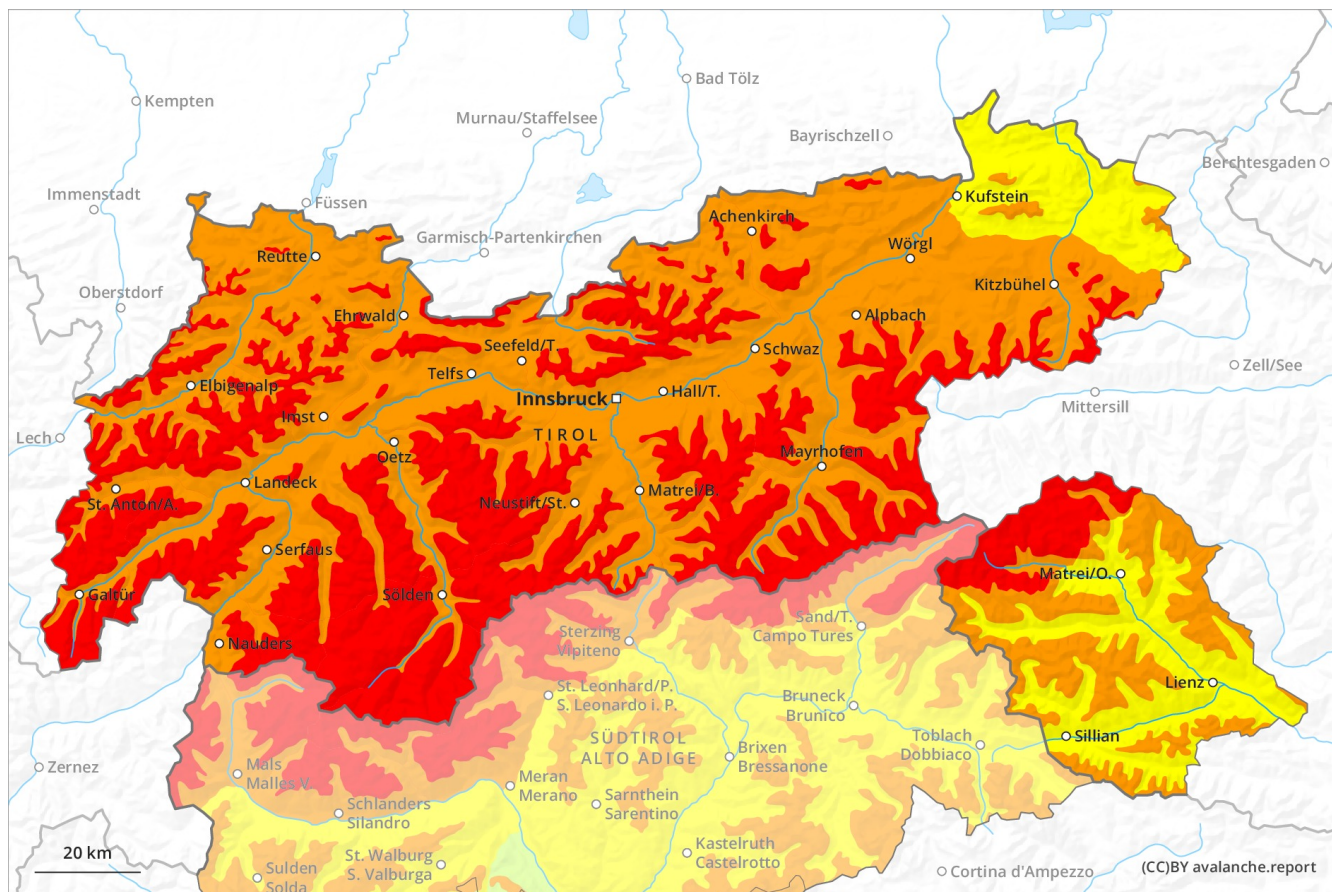 Bad Tölz
Kempten
Murnau/Staffelsee
Bayrischzell
Berchtesgaden
Immenstadt
Füssen
Kufstein
Achenkirch
Garmisch-Partenkirchen
Wörgl
Reutte
Oberstdorf
Kitzbühel
Ehrwald
Alpbach
Seefeld/T.
Schwaz
Zell/See
Telfs
Elbigenalp
Hall/T.
Innsbruck
Mittersill
Imst
TIROL
Lech
Oetz
Mayrhofen
Landeck
Matrei/B.
St. Anton/A.
Neustift/St.
Serfaus
Matrei/O.
Galtür
Sölden
Sand/T.
Campo Tures
Sterzing
Vipiteno
Nauders
Lienz
St. Leonhard/P.
S. Leonardo i. P.
Bruneck
Brunico
Sillian
SÜDTIROL
ALTO ADIGE
Toblach
Dobbiaco
Brixen
Bressanone
Zernez
Mals
Malles V.
Meran
Merano
Sarnthein
Sarentino
Schlanders
Silandro
Kastelruth
Castelrotto
20 km
St. Walburg
S. Valburga
Sulden
Solda
Cortina d'Ampezzo
(CC)BY avalanche.report